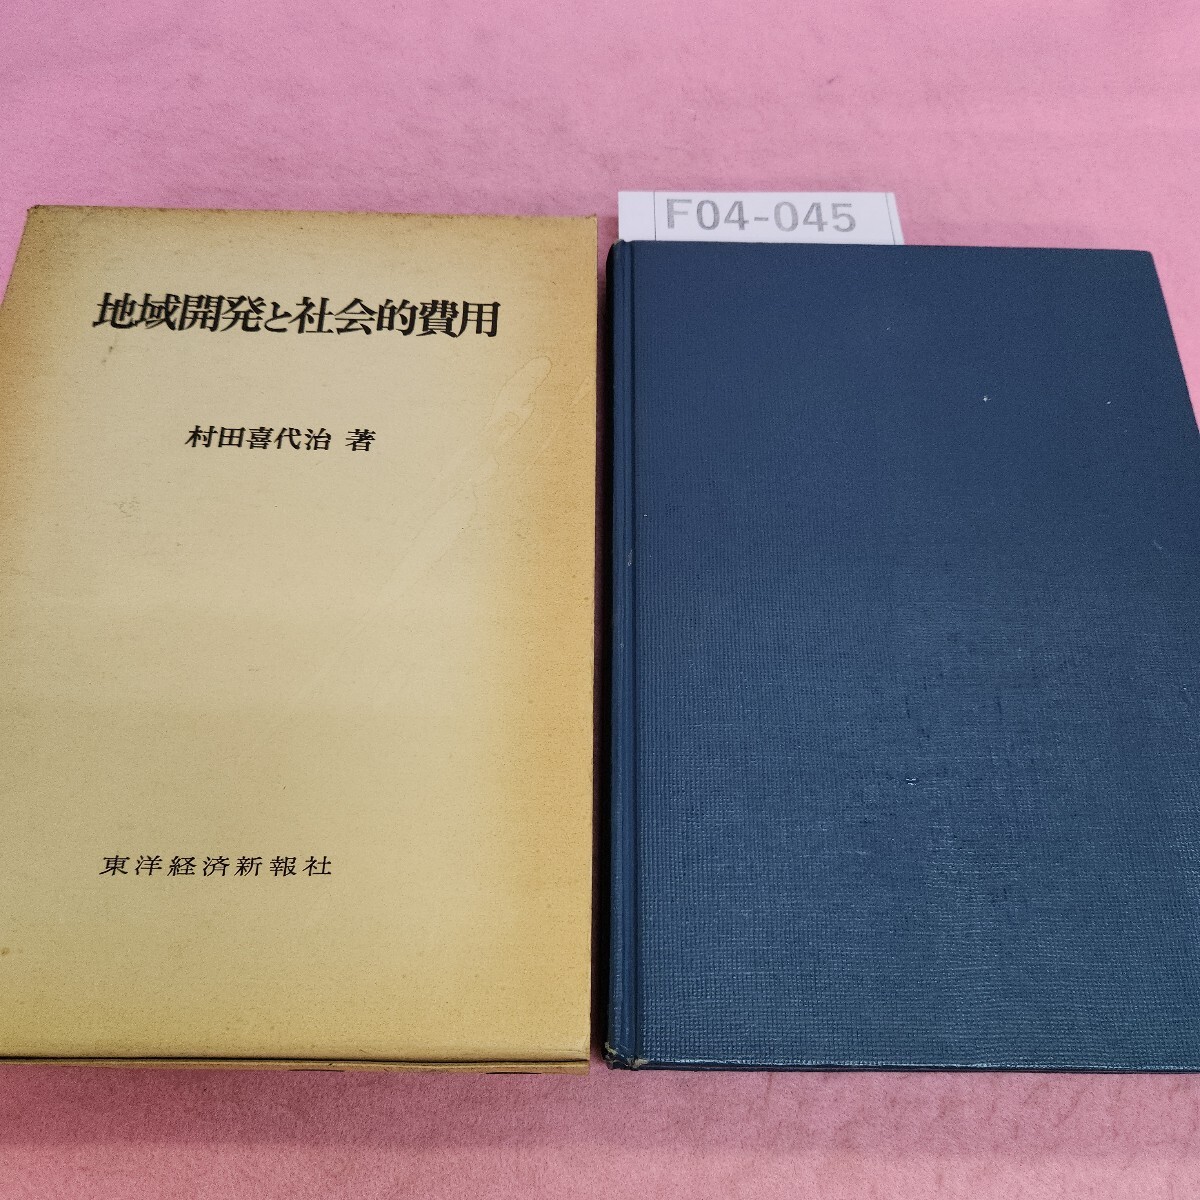 F04-045
地域開発と社会的費用
村田喜代治 著
東洋経済新報社